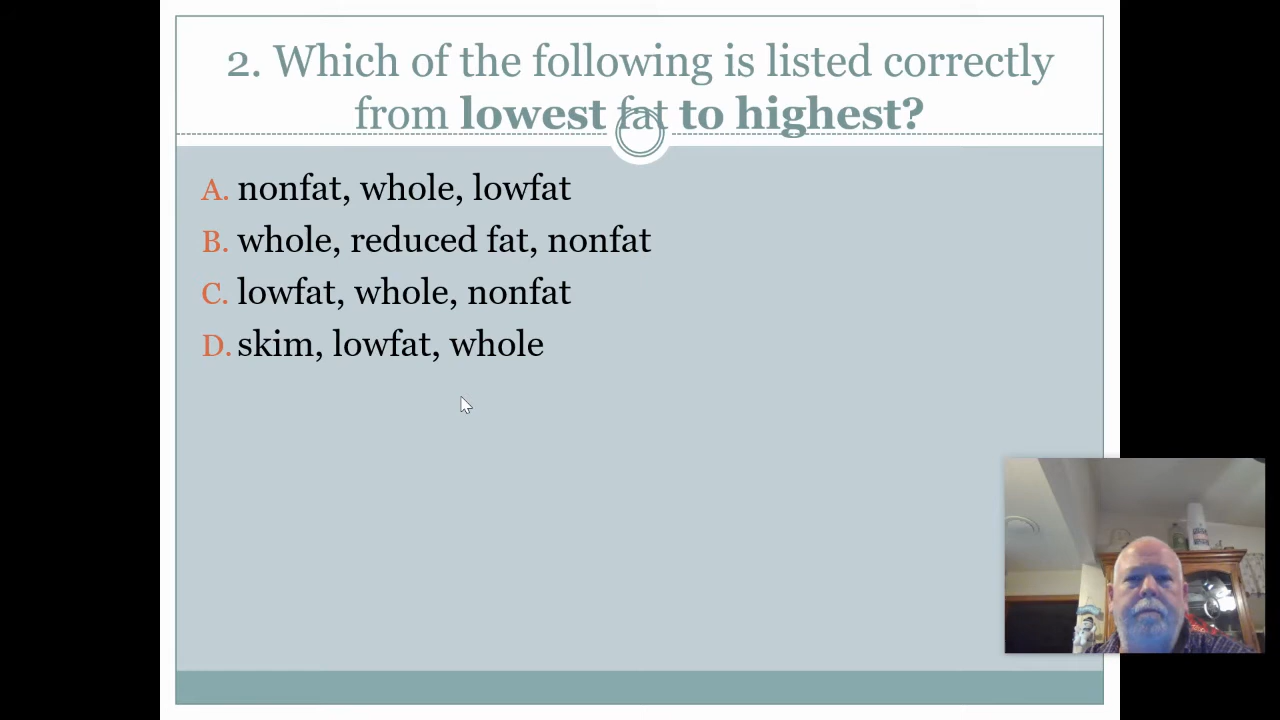 2. Which of the following is listed correctly
from lowest fat to highest?
A. nonfat, whole, lowfat
B. whole, reduced fat, nonfat
C. lowfat, whole, nonfat
D. skim, lowfat, whole